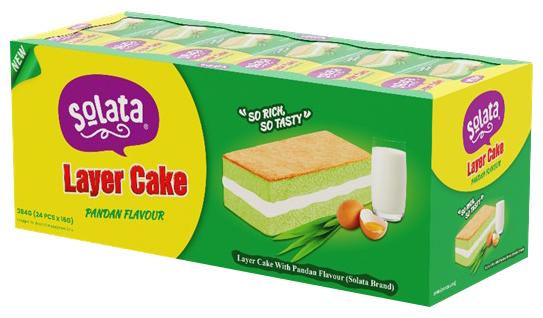 NEW
Solata®
Layer Cake
PANDAN FLAVOUR
384G (24 PCS x 16G)
"SO RICH,
SO TASTY"
Layer Cake With Pandan Flavour (Solata Brand)
Solata
Layer Cake
PANDAN FLAVOUR
"SO RICH,
SO TASTY"